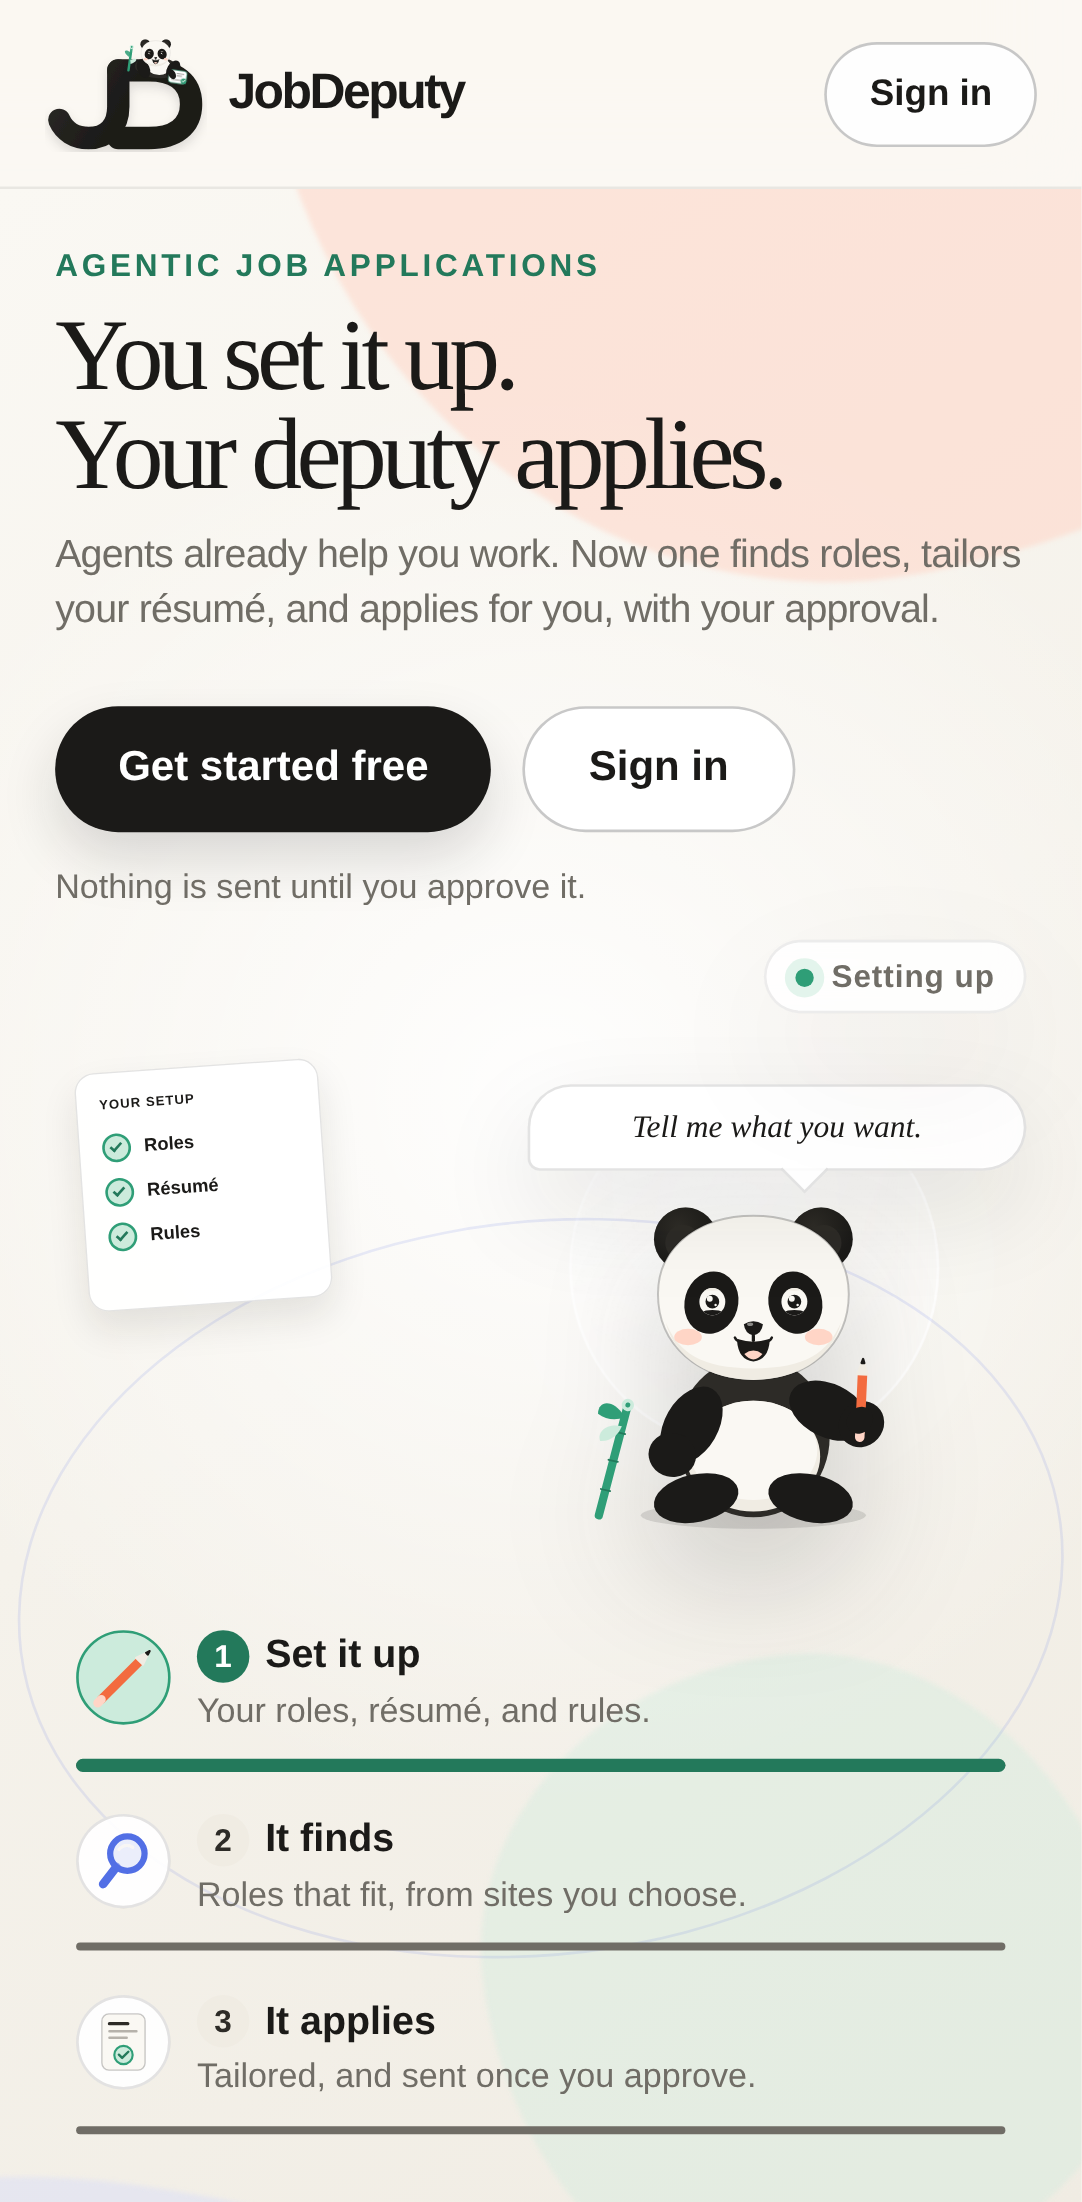 JobDeputy
Sign in
AGENTIC JOB APPLICATIONS
You set it up.
Your deputy applies.
Agents already help you work. Now one finds roles, tailors
your résumé, and applies for you, with your approval.
Get started free
Sign in
Nothing is sent until you approve it.
Setting up
YOUR SETUP
Roles
Résumé
Rules
Tell me what you want.
1 Set it up
Your roles, résumé, and rules.
2 It finds
Roles that fit, from sites you choose.
3 It applies
Tailored, and sent once you approve.